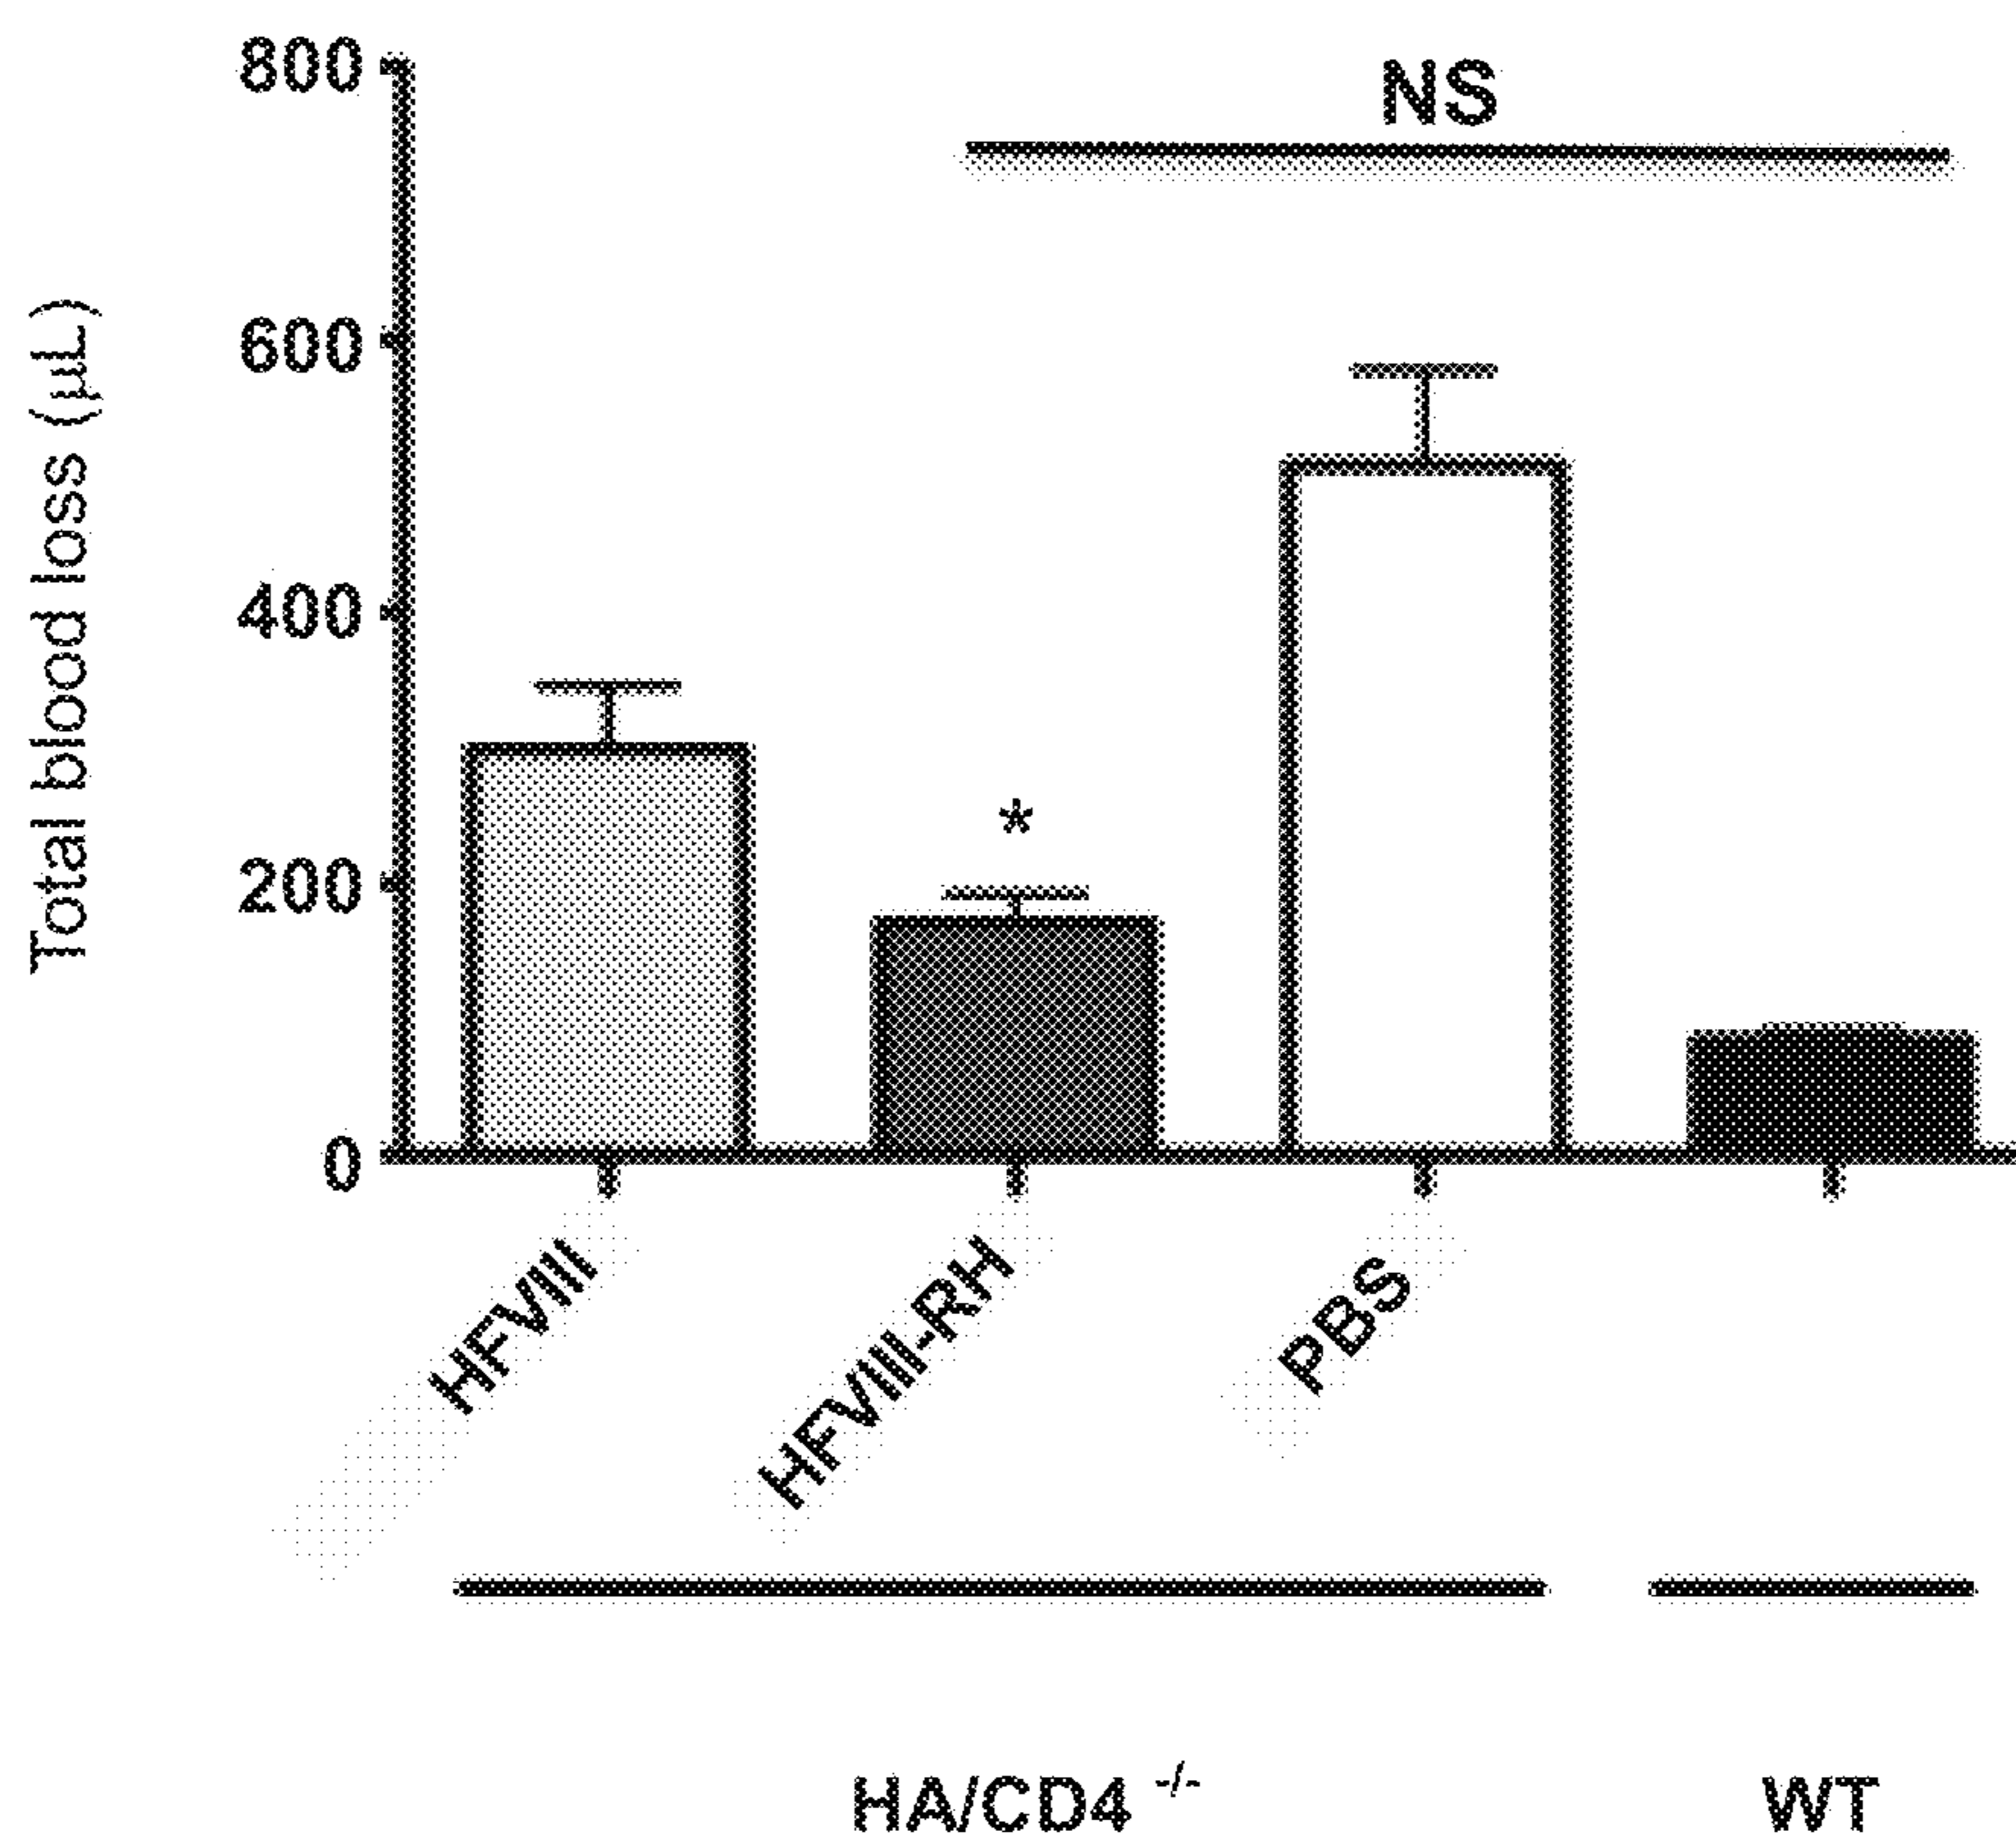 Total blood loss (μL)
800
600
400
200
0
NS
*
HFVIII
HFVIII-RH
PBS
HA/CD4 -/-
WT